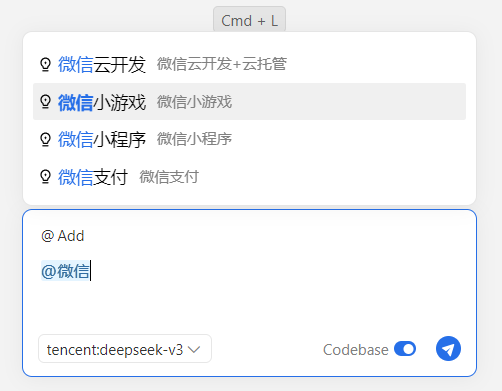 Cmd + L
微信云开发 微信云开发+云托管
微信小游戏 微信小游戏
微信小程序 微信小程序
微信支付 微信支付
@ Add
@微信
tencent:deepseek-v3 Codebase